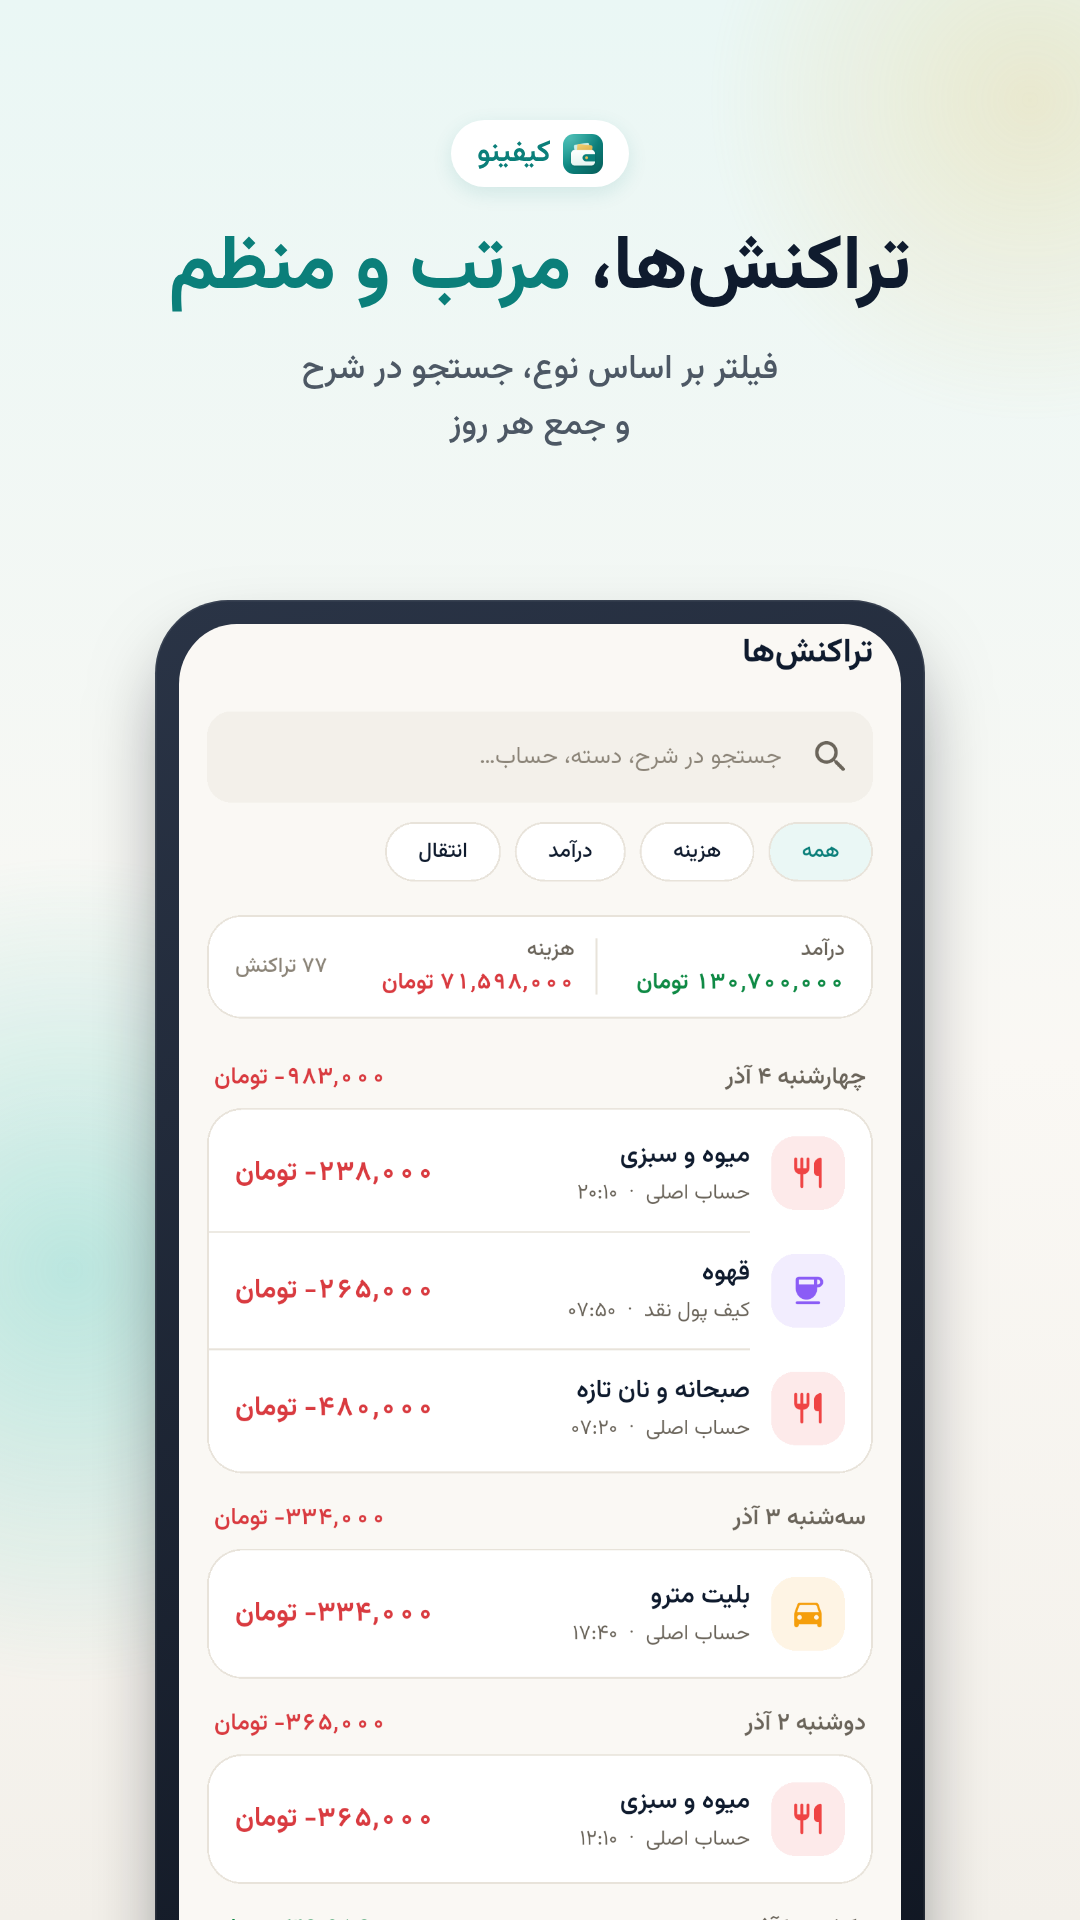 کیفینو
تراکنش‌ها، مرتب و منظم
فیلتر بر اساس نوع، جستجو در شرح
و جمع هر روز
تراکنش‌ها
جستجو در شرح، دسته، حساب...
همه هزینه درآمد انتقال
درآمد هزینه
۱۳۰,۷۰۰,۰۰۰ تومان ۷۱,۵۹۸,۰۰۰ تومان ۷۷ تراکنش
چهارشنبه ۴ آذر -۹۸۳,۰۰۰ تومان
میوه و سبزی -۲۳۸,۰۰۰ تومان
حساب اصلی · ۲۰:۱۰
قهوه -۲۶۵,۰۰۰ تومان
کیف پول نقد · ۰۷:۵۰
صبحانه و نان تازه -۴۸۰,۰۰۰ تومان
حساب اصلی · ۰۷:۲۰
سه‌شنبه ۳ آذر -۳۳۴,۰۰۰ تومان
بلیت مترو -۳۳۴,۰۰۰ تومان
حساب اصلی · ۱۷:۴۰
دوشنبه ۲ آذر -۳۶۵,۰۰۰ تومان
میوه و سبزی -۳۶۵,۰۰۰ تومان
حساب اصلی · ۱۲:۱۰